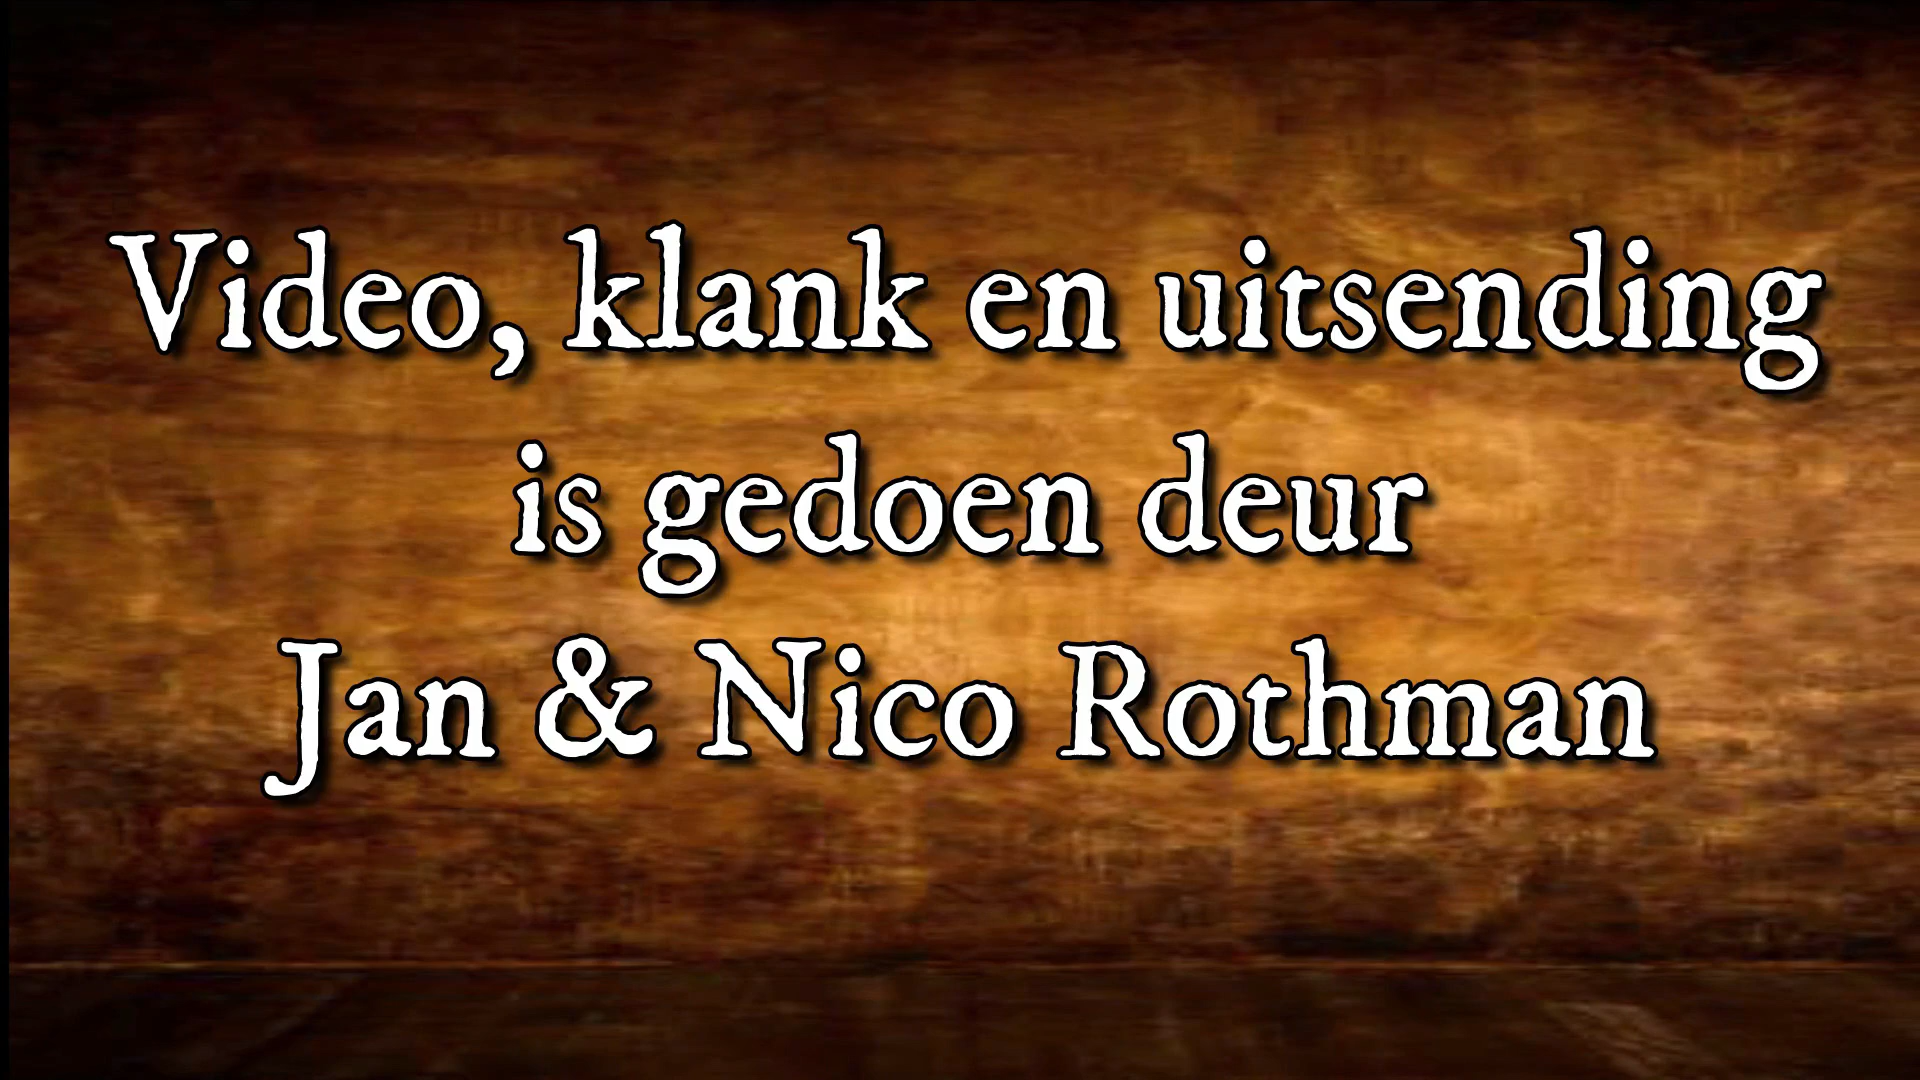 Video, klank en uitsending
is gedoen deur
Jan & Nico Rothman